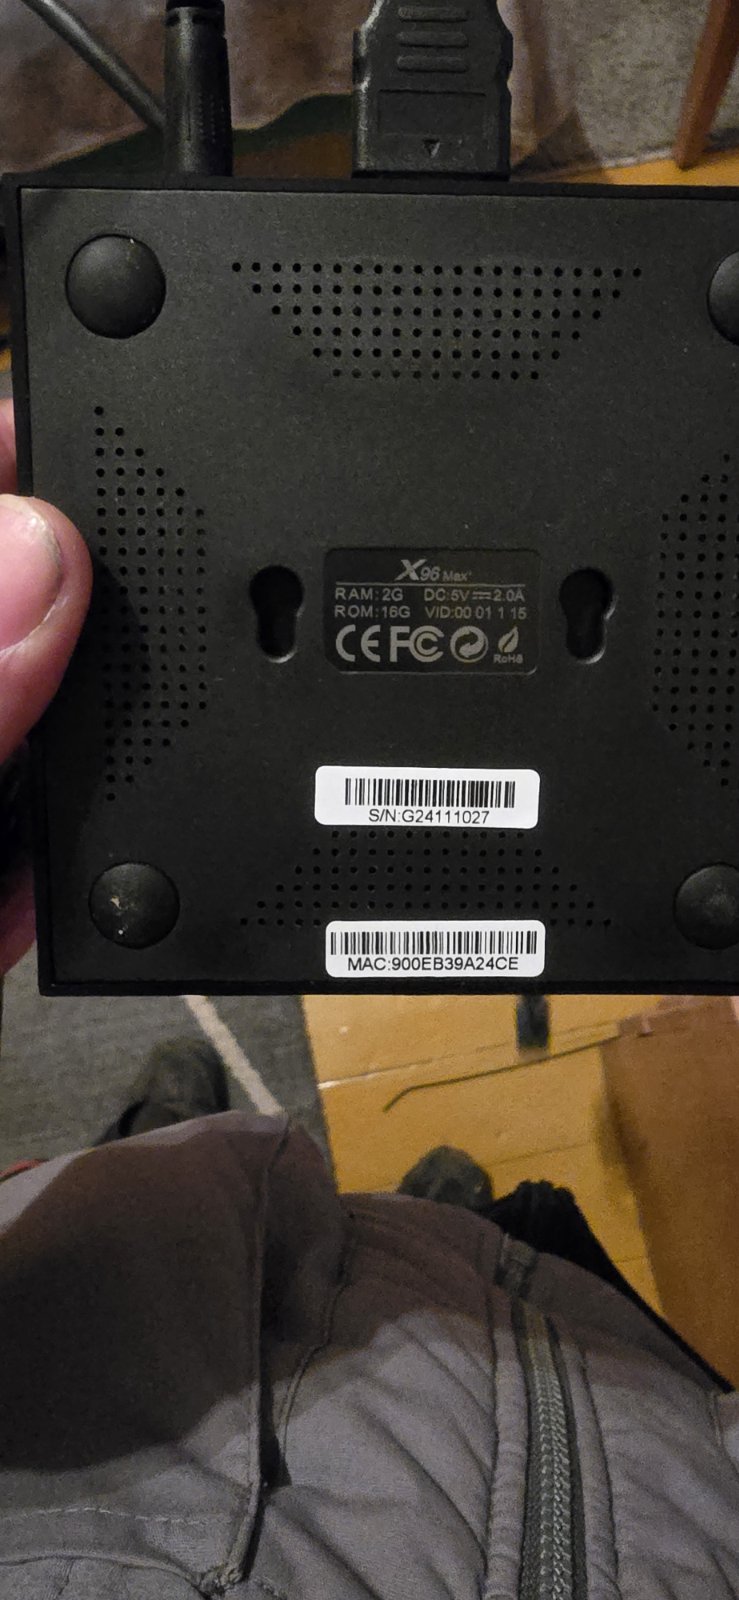 X96 Max+
RAM: 2G DC:5V⎓2.0A
ROM:16G VID:00 01 1 15
CE FC RoHS
S/N:G24111027
MAC:900EB39A24CE